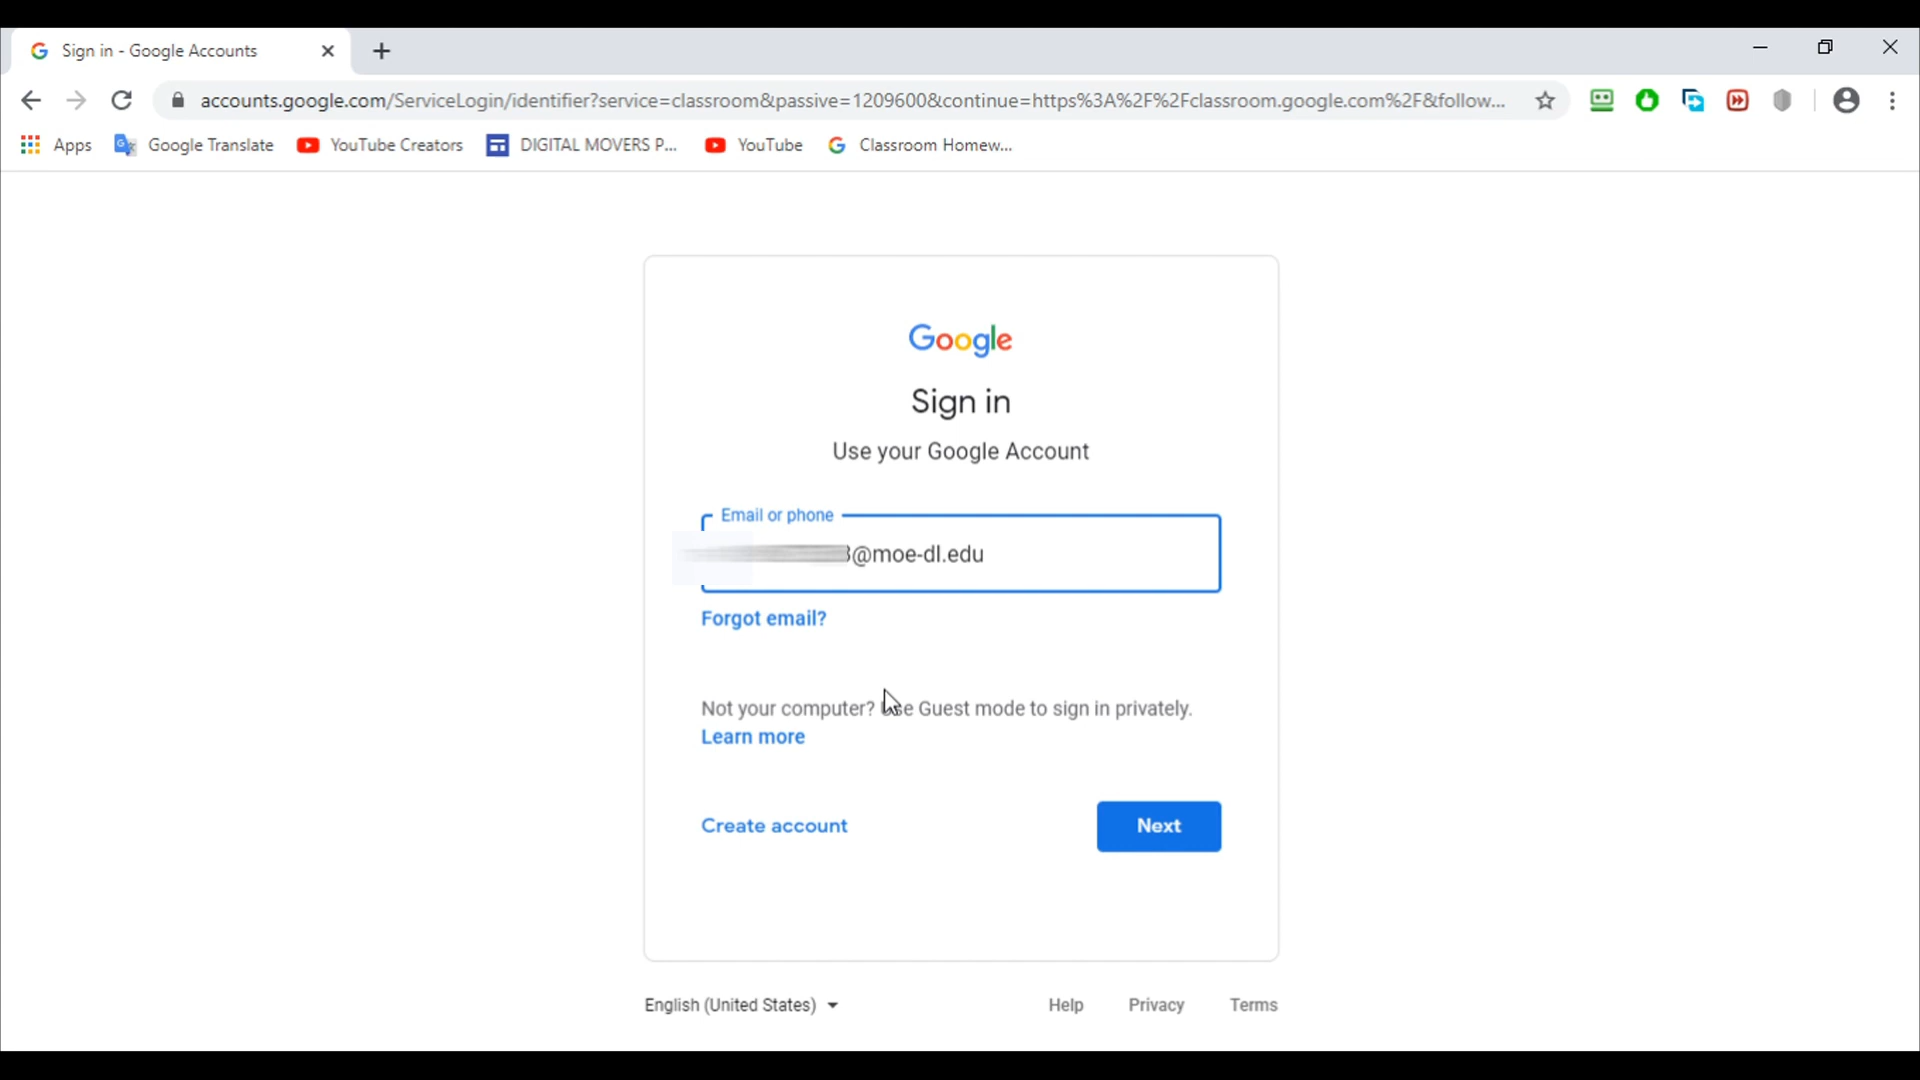 Sign in - Google Accounts
accounts.google.com/ServiceLogin/identifier?service=classroom&passive=1209600&continue=https%3A%2F%2Fclassroom.google.com%2F&follow...
Apps Google Translate YouTube Creators DIGITAL MOVERS P... YouTube Classroom Homew...
Google
Sign in
Use your Google Account
Email or phone
@moe-dl.edu
Forgot email?
Not your computer? Use Guest mode to sign in privately.
Learn more
Create account Next
English (United States) Help Privacy Terms